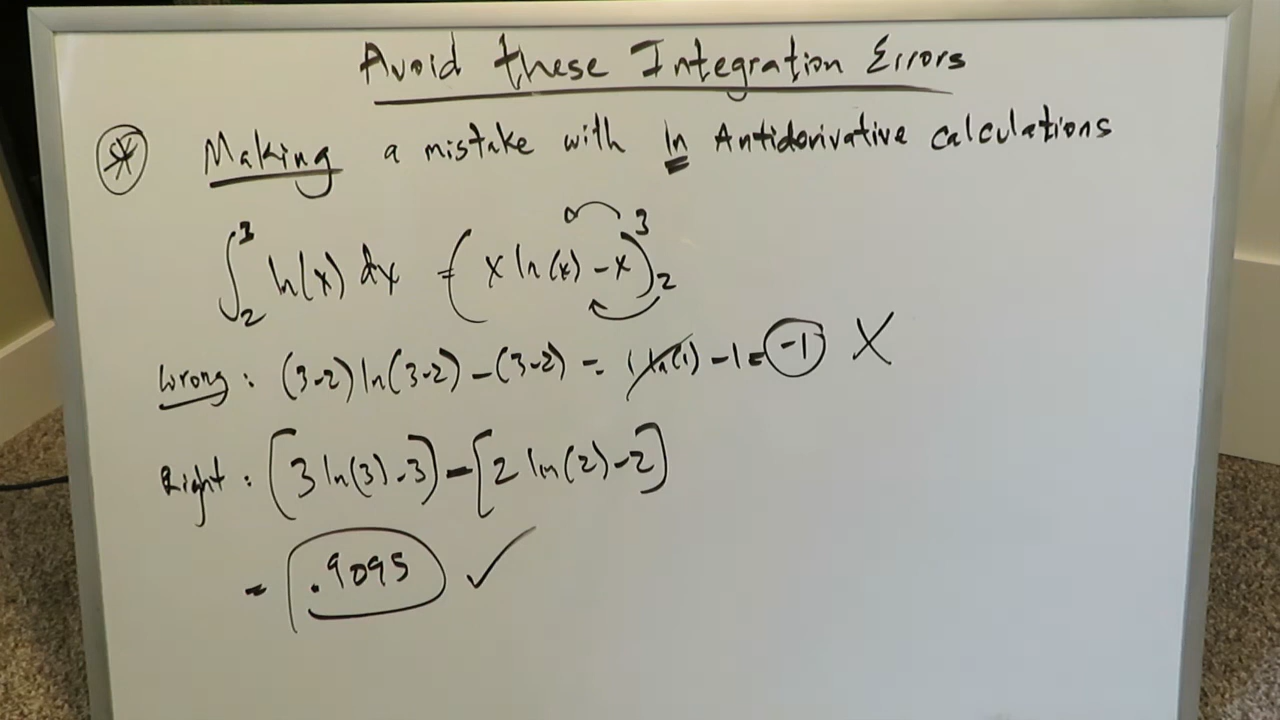 Avoid these Integration Errors
* Making a mistake with ln Antiderivative calculations
∫₂³ ln(x) dx = (x ln(x) - x)₂³
Wrong: (3-2) ln(3-2) - (3-2) = 1 ln(1) - 1 = -1 X
Right: [3 ln(3) - 3] - [2 ln(2) - 2]
= .9095 ✓